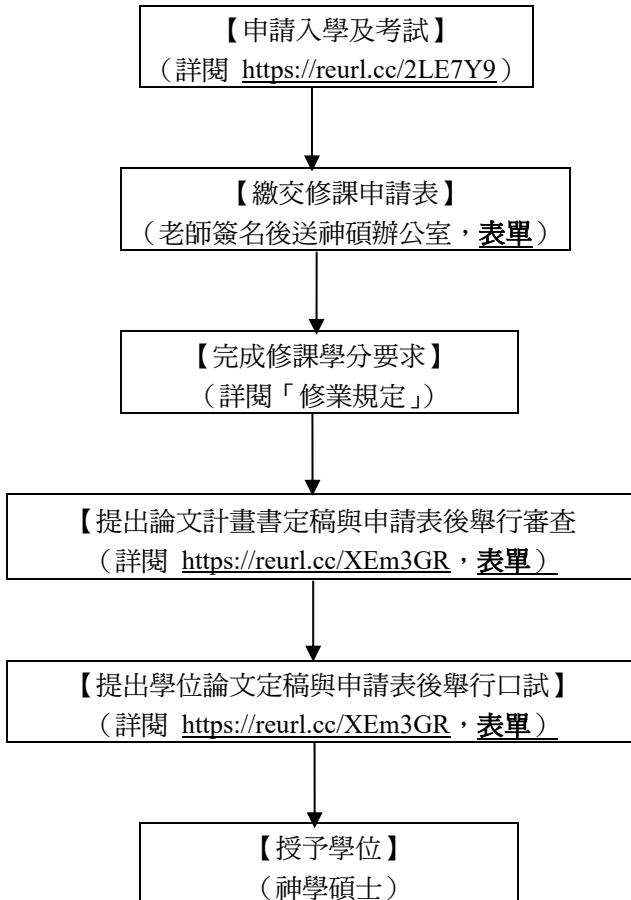 【申請入學及考試】
（詳閱 https://reurl.cc/2LE7Y9）
【繳交修課申請表】
（老師簽名後送神碩辦公室，表單）
【完成修課學分要求】
（詳閱「修業規定」）
【提出論文計畫書定稿與申請表後舉行審查
（詳閱 https://reurl.cc/XEm3GR，表單）
【提出學位論文定稿與申請表後舉行口試】
（詳閱 https://reurl.cc/XEm3GR，表單）
【授予學位】
（神學碩士）